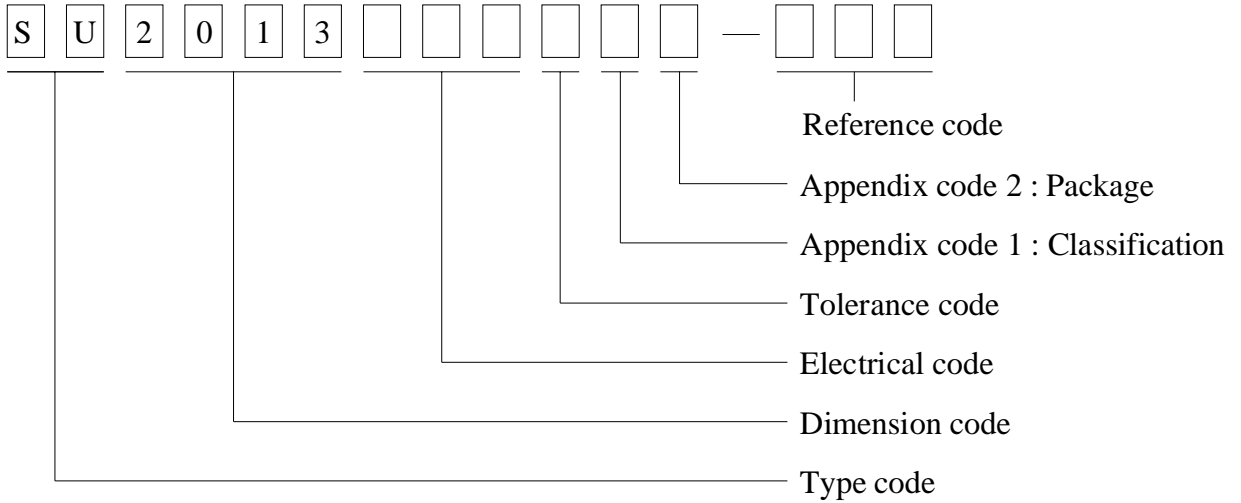 S U 2 0 1 3 —
Reference code
Appendix code 2 : Package
Appendix code 1 : Classification
Tolerance code
Electrical code
Dimension code
Type code